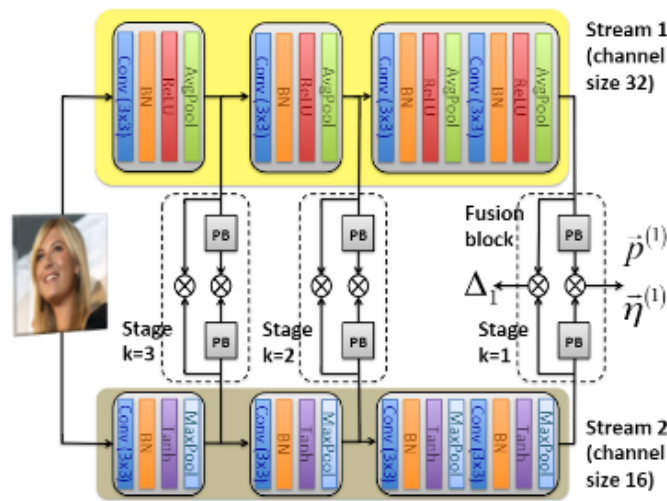 Conv (3x3)
BN
ReLU
AvgPool
Conv (3x3)
BN
ReLU
AvgPool
Conv (3x3)
BN
ReLU
AvgPool
Conv (3x3)
BN
ReLU
AvgPool
Stream 1
(channel
size 32)
PB
PB
Fusion
block
PB
p⃗⁽¹⁾
Δ₁
η⃗⁽¹⁾
Stage
k=3
PB
Stage
k=2
PB
Stage
k=1
PB
Conv (3x3)
BN
Tanh
MaxPool
Conv (3x3)
BN
Tanh
MaxPool
Conv (3x3)
BN
Tanh
MaxPool
Conv (3x3)
BN
Tanh
MaxPool
Stream 2
(channel
size 16)